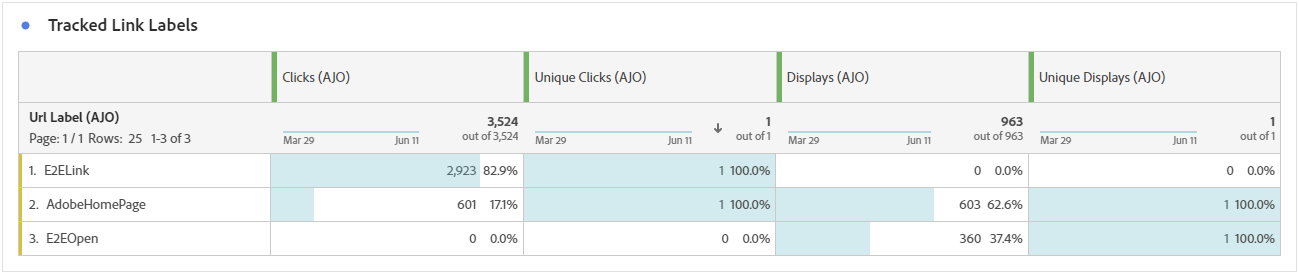 Tracked Link Labels
Clicks (AJO) Unique Clicks (AJO) Displays (AJO) Unique Displays (AJO)
Url Label (AJO) 3,524 1 963 1
Page: 1 / 1 Rows: 25 1-3 of 3 out of 3,524 out of 1 out of 963 out of 1
Mar 29 Jun 11 Mar 29 Jun 11 Mar 29 Jun 11 Mar 29 Jun 11
1. E2ELink 2,923 82.9% 1 100.0% 0 0.0% 0 0.0%
2. AdobeHomePage 601 17.1% 1 100.0% 603 62.6% 1 100.0%
3. E2EOpen 0 0.0% 0 0.0% 360 37.4% 1 100.0%